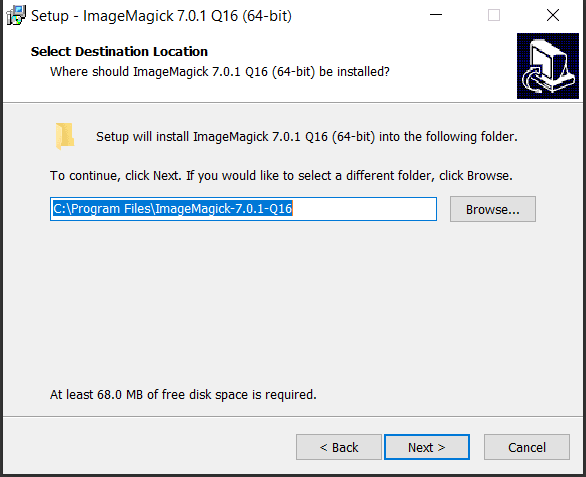 Setup - ImageMagick 7.0.1 Q16 (64-bit)
Select Destination Location
Where should ImageMagick 7.0.1 Q16 (64-bit) be installed?
Setup will install ImageMagick 7.0.1 Q16 (64-bit) into the following folder.
To continue, click Next. If you would like to select a different folder, click Browse.
C:\Program Files\ImageMagick-7.0.1-Q16
Browse...
At least 68.0 MB of free disk space is required.
< Back
Next >
Cancel